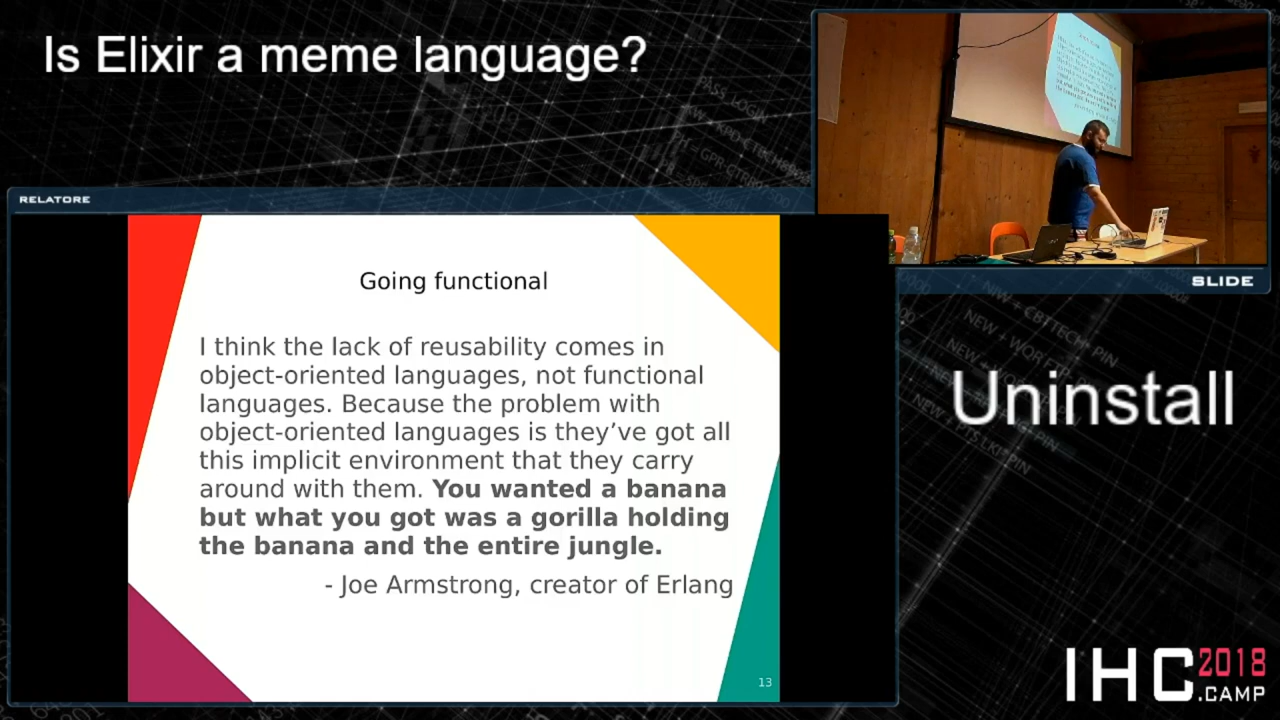 Is Elixir a meme language?
RELATORE
Going functional
I think the lack of reusability comes in
object-oriented languages, not functional
languages. Because the problem with
object-oriented languages is they’ve got all
this implicit environment that they carry
around with them. You wanted a banana
but what you got was a gorilla holding
the banana and the entire jungle.
- Joe Armstrong, creator of Erlang
13
SLIDE
Uninstall
IHC 2018
.CAMP